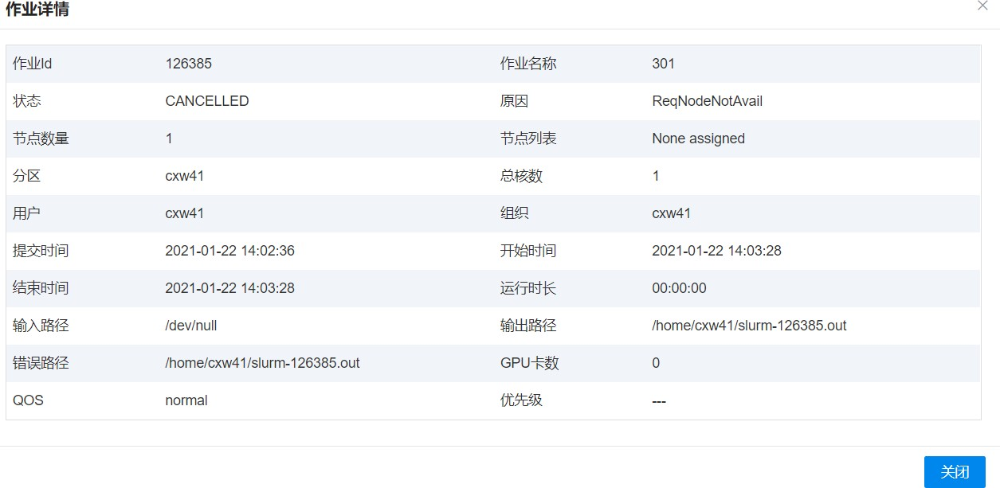 作业详情
作业Id 126385 作业名称 301
状态 CANCELLED 原因 ReqNodeNotAvail
节点数量 1 节点列表 None assigned
分区 cxw41 总核数 1
用户 cxw41 组织 cxw41
提交时间 2021-01-22 14:02:36 开始时间 2021-01-22 14:03:28
结束时间 2021-01-22 14:03:28 运行时长 00:00:00
输入路径 /dev/null 输出路径 /home/cxw41/slurm-126385.out
错误路径 /home/cxw41/slurm-126385.out GPU卡数 0
QOS normal 优先级 ---
关闭